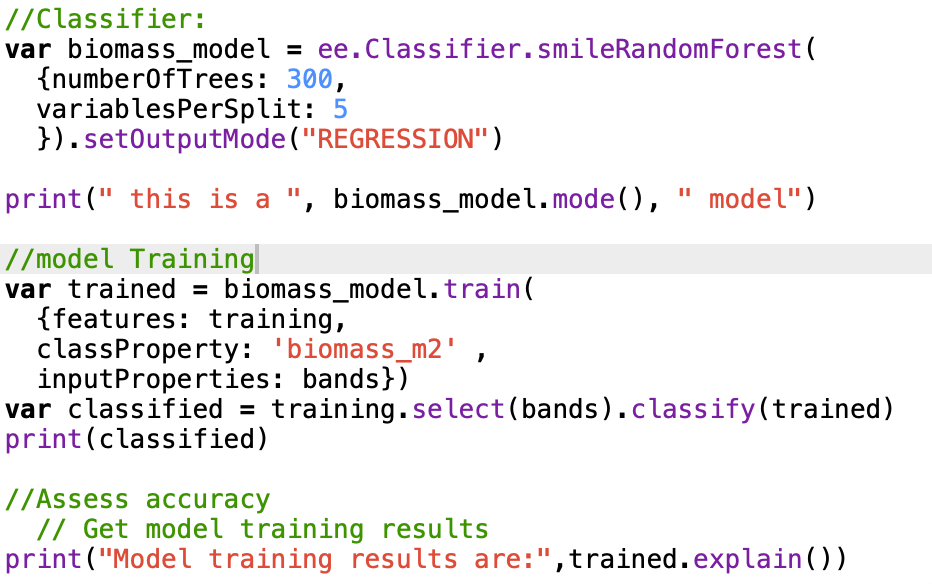 //Classifier:
var biomass_model = ee.Classifier.smileRandomForest(
  {numberOfTrees: 300,
  variablesPerSplit: 5
  }).setOutputMode("REGRESSION")

print(" this is a ", biomass_model.mode(), " model")

//model Training
var trained = biomass_model.train(
  {features: training,
  classProperty: 'biomass_m2' ,
  inputProperties: bands})
var classified = training.select(bands).classify(trained)
print(classified)

//Assess accuracy
  // Get model training results
print("Model training results are:",trained.explain())